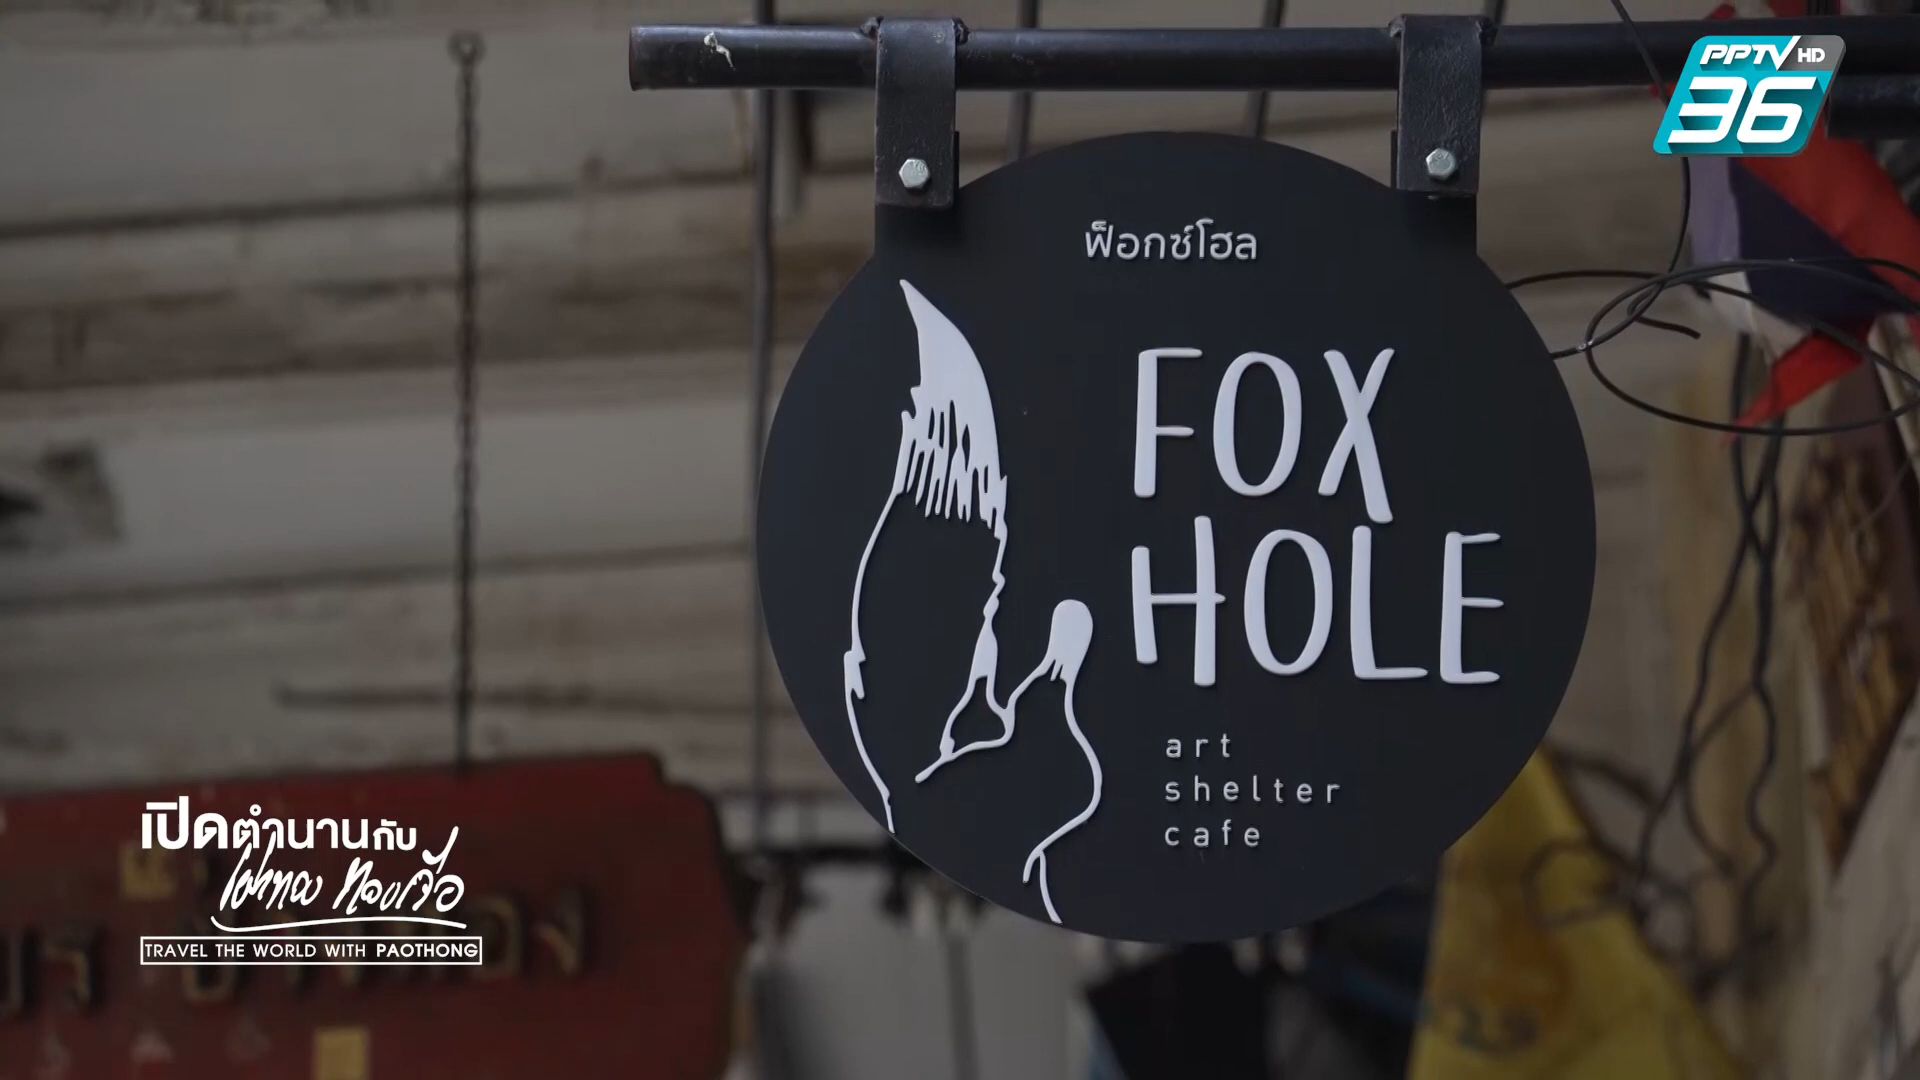 PPTV HD
36
ฟ็อกซ์โฮล
FOX
HOLE
art
shelter
cafe
เปิดตำนานกับ
เผ่าทอง ทองเจือ
TRAVEL THE WORLD WITH PAOTHONG